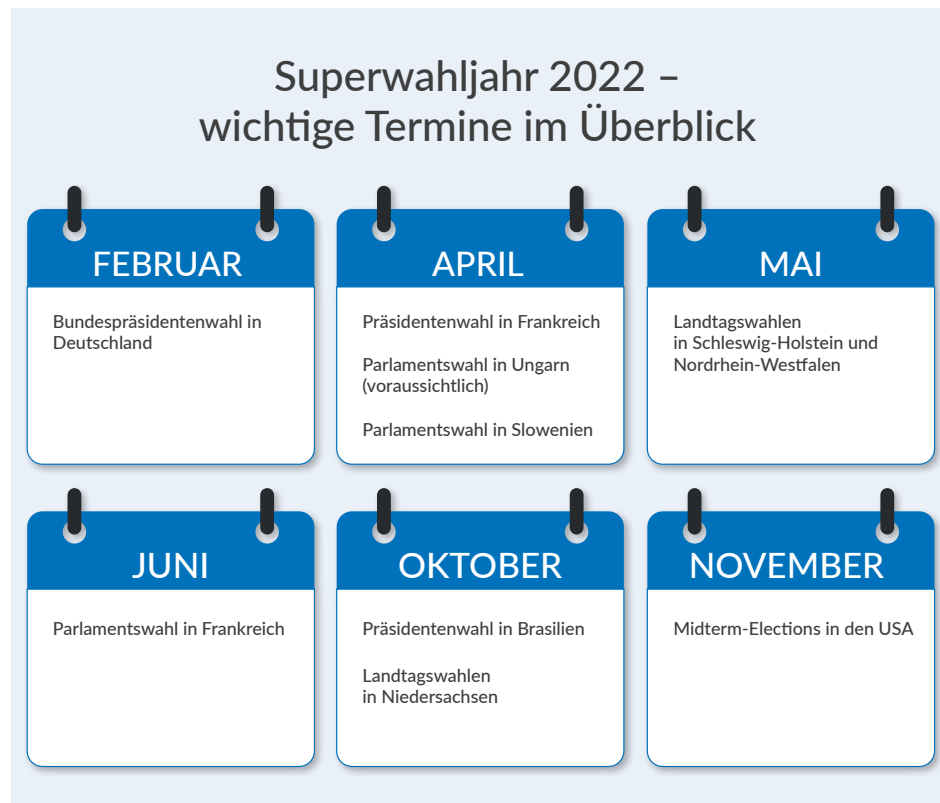 Superwahljahr 2022 –
wichtige Termine im Überblick
FEBRUAR
Bundespräsidentenwahl in
Deutschland
APRIL
Präsidentenwahl in Frankreich
Parlamentswahl in Ungarn
(voraussichtlich)
Parlamentswahl in Slowenien
MAI
Landtagswahlen
in Schleswig-Holstein und
Nordrhein-Westfalen
JUNI
Parlamentswahl in Frankreich
OKTOBER
Präsidentenwahl in Brasilien
Landtagswahlen
in Niedersachsen
NOVEMBER
Midterm-Elections in den USA